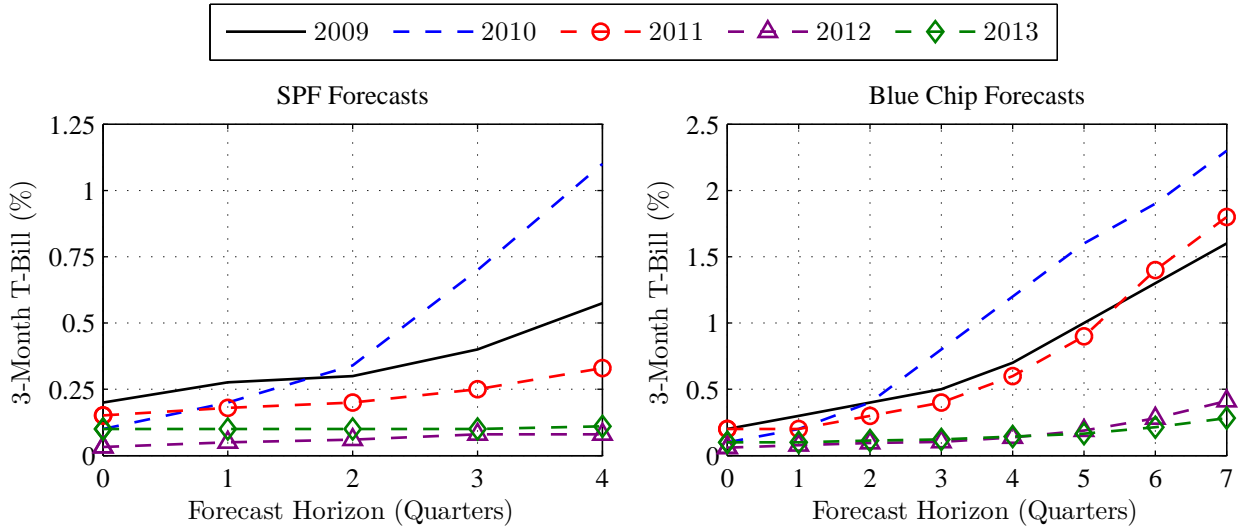 2009 2010 2011 2012 2013
SPF Forecasts
3-Month T-Bill (%)
1.25
1
0.75
0.5
0.25
0
0 1 2 3 4
Forecast Horizon (Quarters)
Blue Chip Forecasts
3-Month T-Bill (%)
2.5
2
1.5
1
0.5
0
0 1 2 3 4 5 6 7
Forecast Horizon (Quarters)